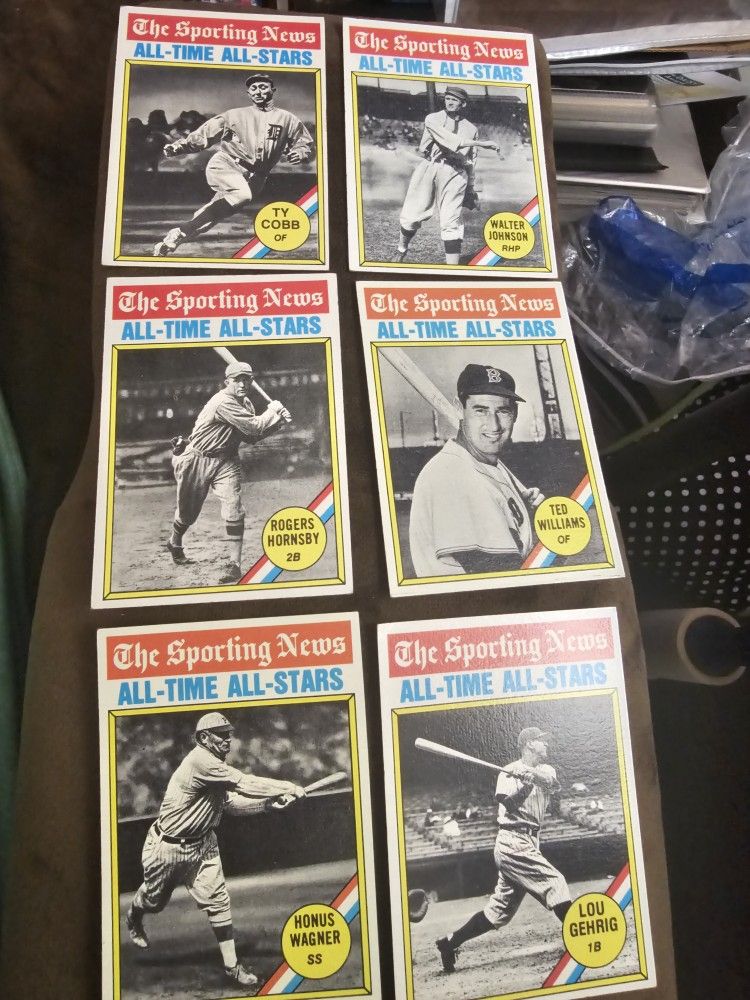 The Sporting News
ALL-TIME ALL-STARS
D
TY
COBB
OF
The Sporting News
ALL-TIME ALL-STARS
WALTER
JOHNSON
RHP
The Sporting News
ALL-TIME ALL-STARS
ROGERS
HORNSBY
2B
The Sporting News
ALL-TIME ALL-STARS
B
TED
WILLIAMS
OF
The Sporting News
ALL-TIME ALL-STARS
HONUS
WAGNER
SS
The Sporting News
ALL-TIME ALL-STARS
LOU
GEHRIG
1B